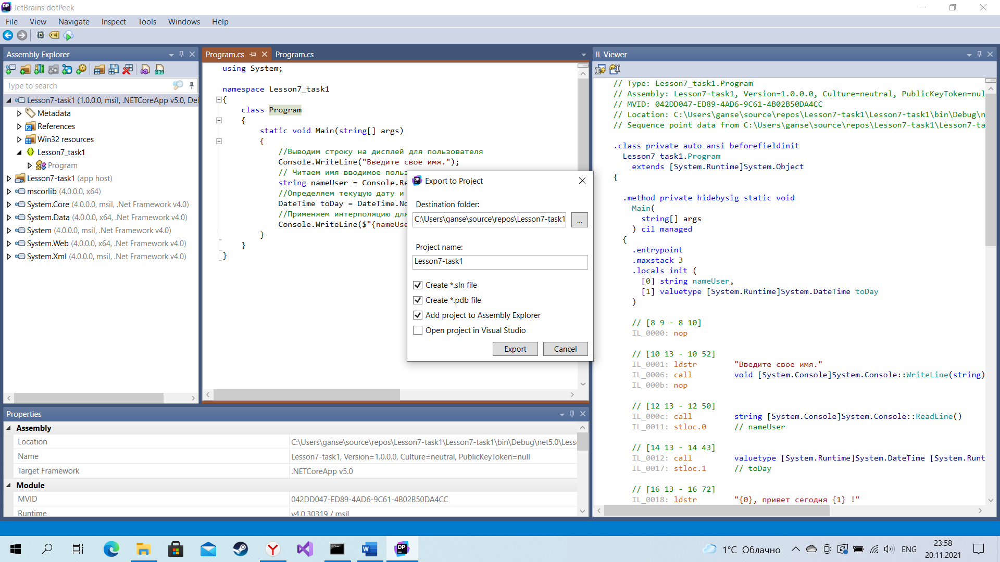 JetBrains dotPeek
File View Navigate Inspect Tools Windows Help
Assembly Explorer
Type to search
Lesson7-task1 (1.0.0.0, msil, .NETCoreApp v5.0, De
Metadata
References
Win32 resources
Lesson7_task1
Program
Lesson7-task1 (app host)
mscorlib (4.0.0.0, x64)
System.Core (4.0.0.0, msil, .Net Framework v4.0)
System.Data (4.0.0.0, x64, .Net Framework v4.0)
System (4.0.0.0, msil, .Net Framework v4.0)
System.Web (4.0.0.0, x64, .Net Framework v4.0)
System.Xml (4.0.0.0, msil, .Net Framework v4.0)
Program.cs Program.cs
using System;
namespace Lesson7_task1
{
class Program
{
static void Main(string[] args)
{
//Выводим строку на дисплей для пользователя
Console.WriteLine("Введите свое имя.");
// Читаем имя вводимое польз
string nameUser = Console.Re
//Определяем текущую дату и
DateTime toDay = DateTime.No
//Применяем интерполяцию для
Console.WriteLine($"{nameUse
}
}
}
Export to Project
Destination folder:
C:\Users\ganse\source\repos\Lesson7-task1
...
Project name:
Lesson7-task1
Create *.sln file
Create *.pdb file
Add project to Assembly Explorer
Open project in Visual Studio
Export Cancel
IL Viewer
// Type: Lesson7_task1.Program
// Assembly: Lesson7-task1, Version=1.0.0.0, Culture=neutral, PublicKeyToken=nul
// MVID: 042DD047-ED89-4AD6-9C61-4B02B50DA4CC
// Location: C:\Users\ganse\source\repos\Lesson7-task1\Lesson7-task1\bin\Debug\n
// Sequence point data from C:\Users\ganse\source\repos\Lesson7-task1\Lesson7-ta
.class private auto ansi beforefieldinit
Lesson7_task1.Program
extends [System.Runtime]System.Object
{
.method private hidebysig static void
Main(
string[] args
) cil managed
{
.entrypoint
.maxstack 3
.locals init (
[0] string nameUser,
[1] valuetype [System.Runtime]System.DateTime toDay
)
// [8 9 - 8 10]
IL_0000: nop
// [10 13 - 10 52]
IL_0001: ldstr "Введите свое имя."
IL_0006: call void [System.Console]System.Console::WriteLine(string)
IL_000b: nop
// [12 13 - 12 50]
IL_000c: call string [System.Console]System.Console::ReadLine()
IL_0011: stloc.0 // nameUser
// [14 13 - 14 43]
IL_0012: call valuetype [System.Runtime]System.DateTime [System.Runt
IL_0017: stloc.1 // toDay
// [16 13 - 16 72]
IL_0018: ldstr "{0}, привет сегодня {1} !"
Properties
Assembly
Location C:\Users\ganse\source\repos\Lesson7-task1\Lesson7-task1\bin\Debug\net5.0\Less
Name Lesson7-task1, Version=1.0.0.0, Culture=neutral, PublicKeyToken=null
Target Framework .NETCoreApp v5.0
Module
MVID 042DD047-ED89-4AD6-9C61-4B02B50DA4CC
Runtime v4.0.30319 / msil
1°C Облачно
ENG
23:58
20.11.2021